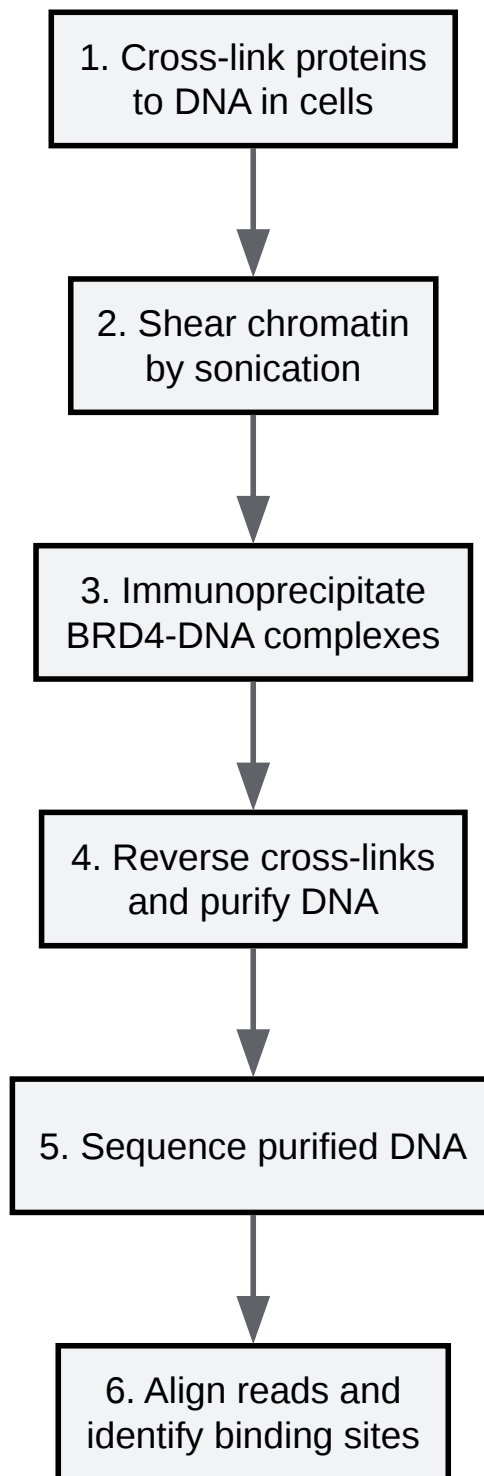 1. Cross-link proteins
to DNA in cells
2. Shear chromatin
by sonication
3. Immunoprecipitate
BRD4-DNA complexes
4. Reverse cross-links
and purify DNA
5. Sequence purified DNA
6. Align reads and
identify binding sites